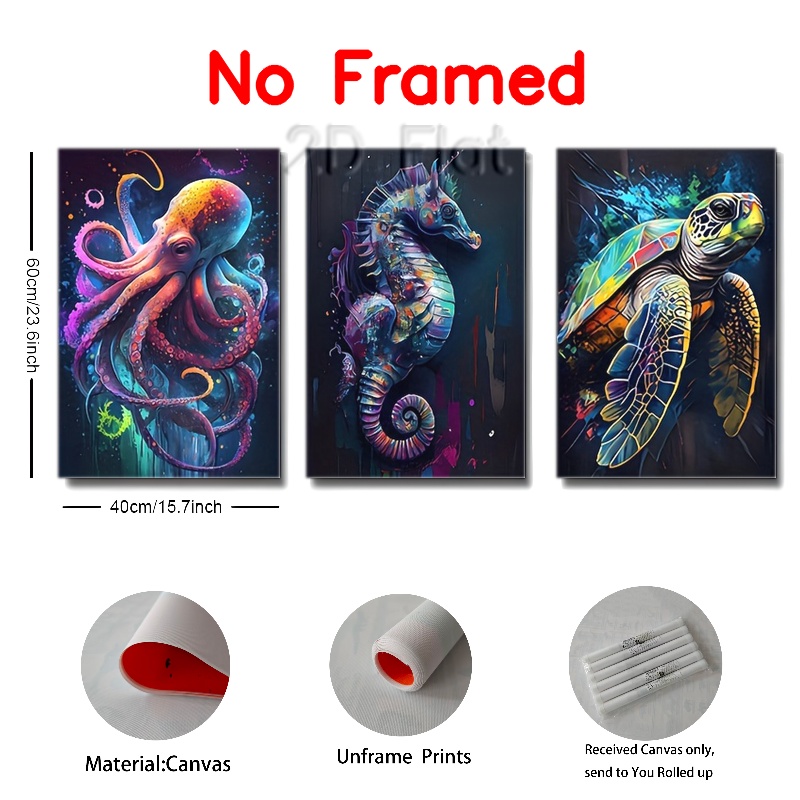 No Framed
2D Flat
60cm/23.6inch
40cm/15.7inch
Material:Canvas
Unframe Prints
Received Canvas only,
send to You Rolled up